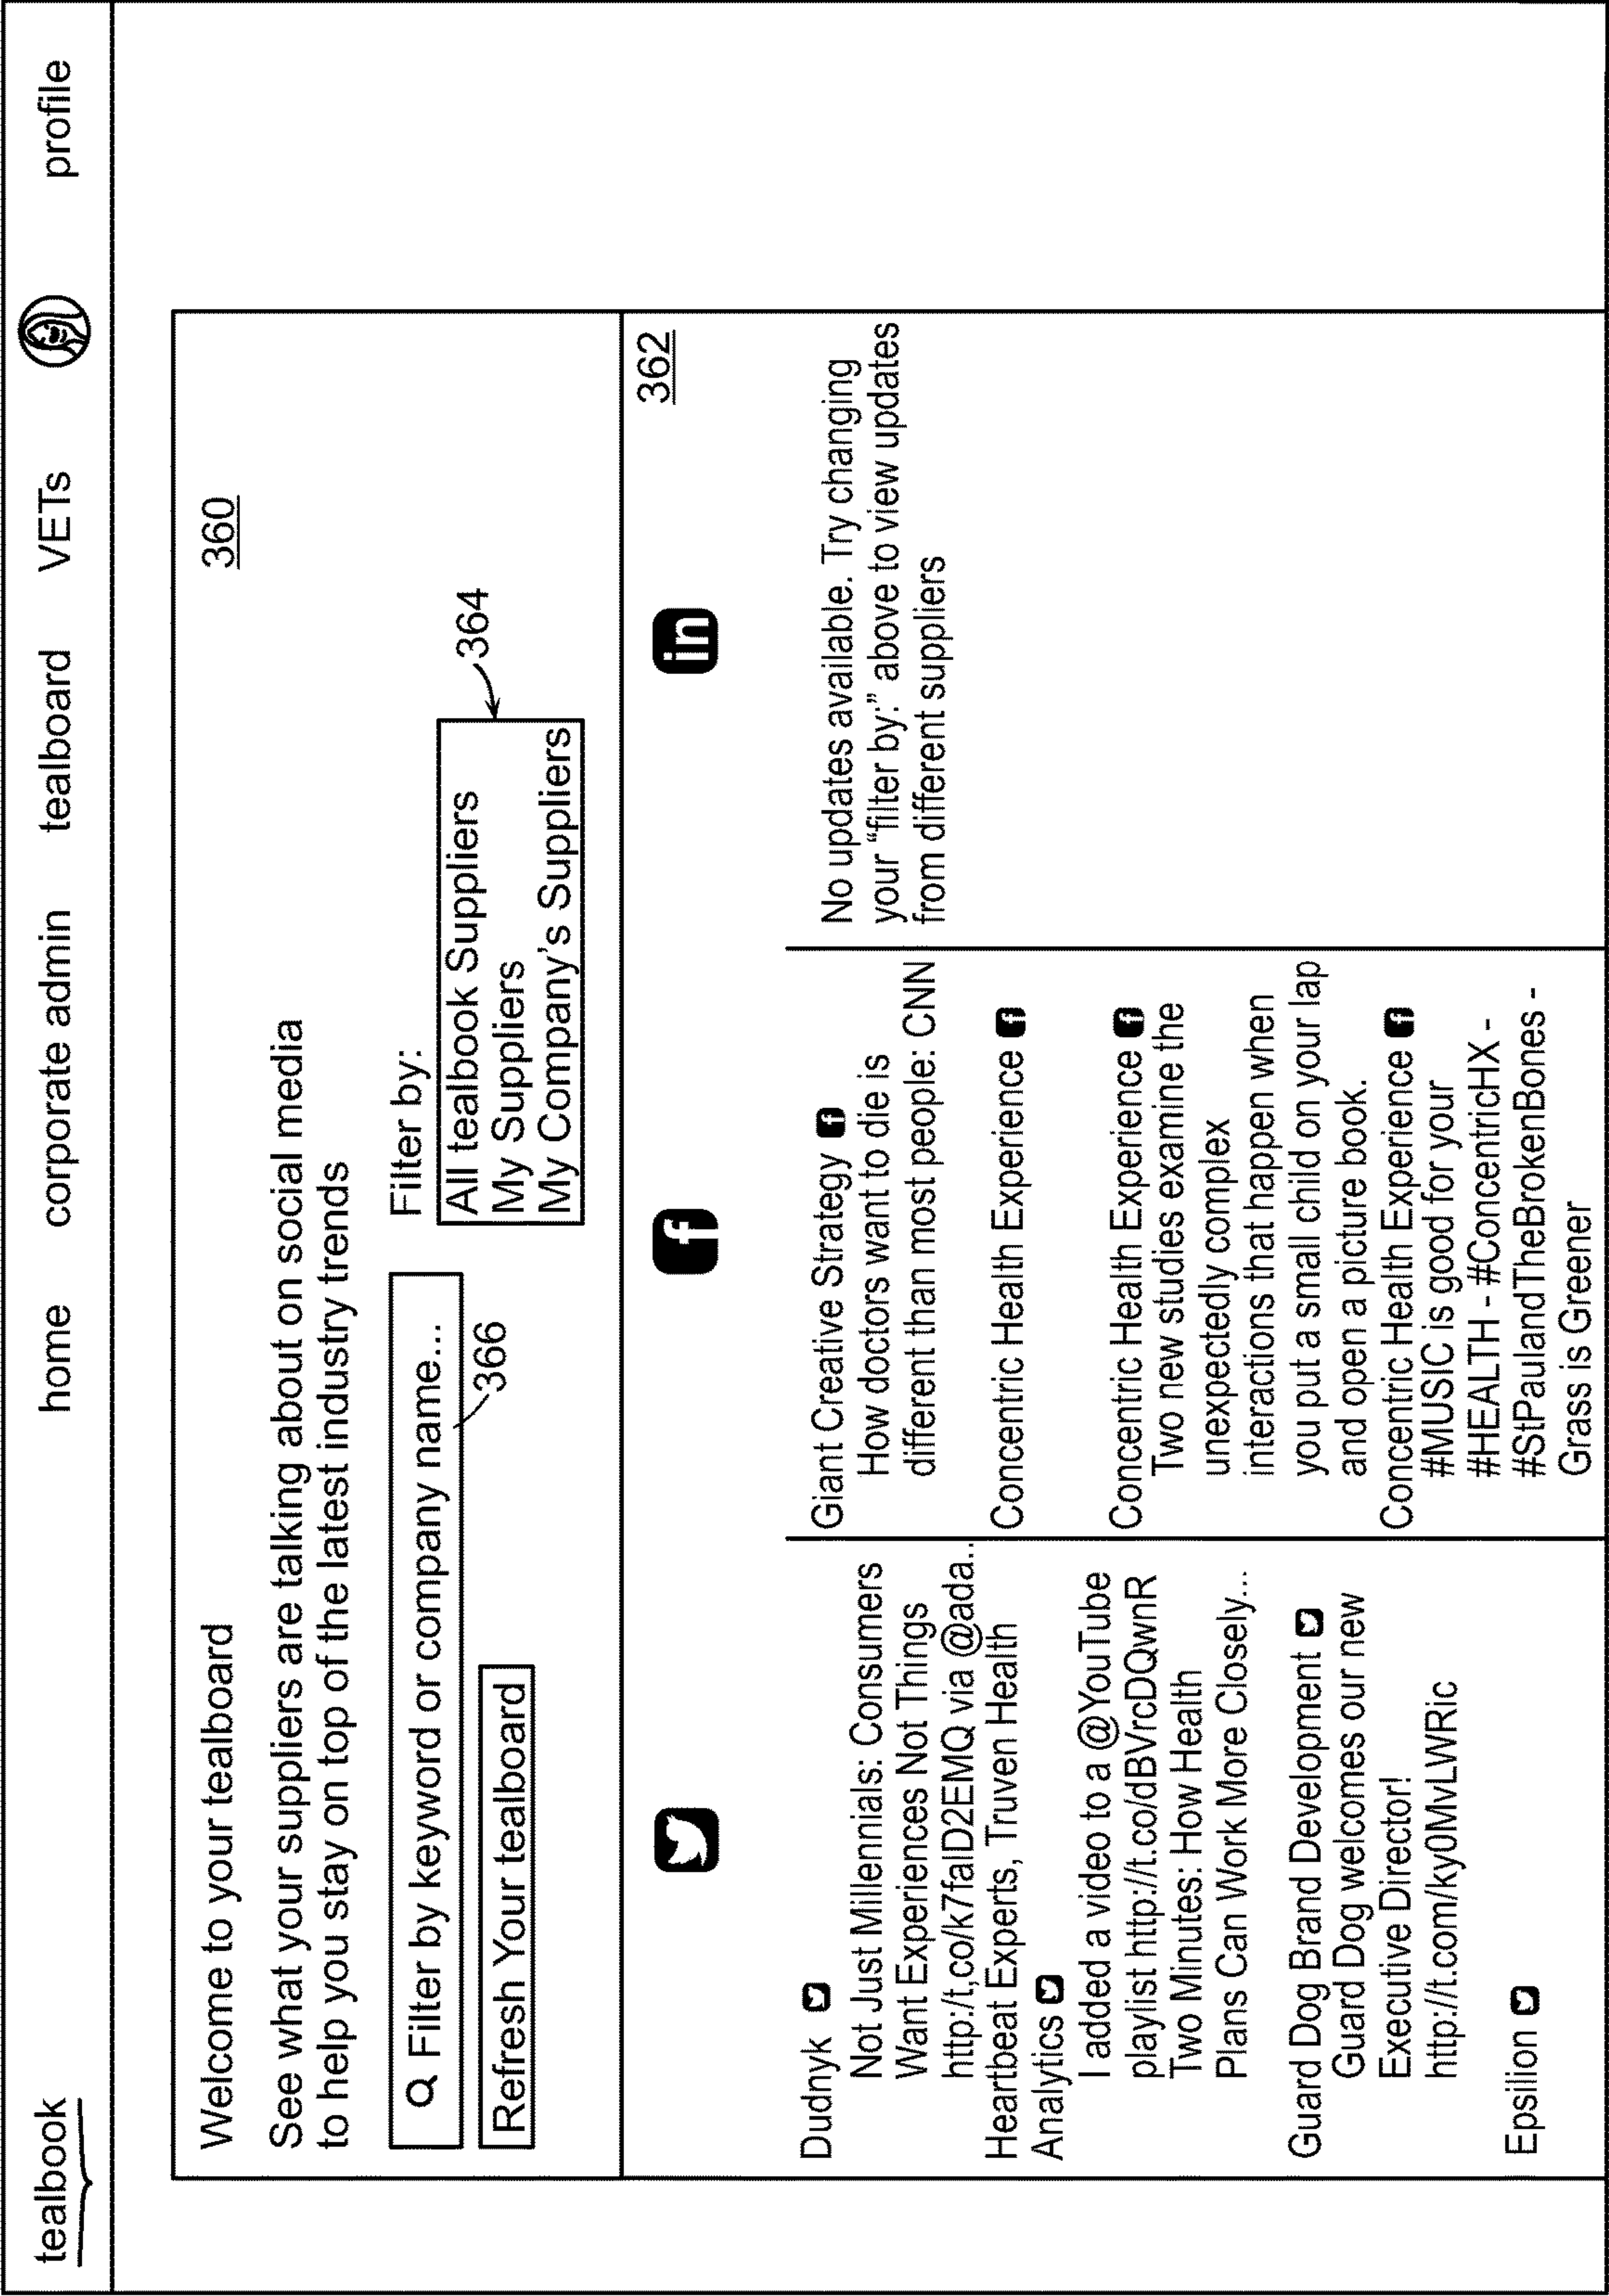 tealbook
home
corporate admin
tealboard
VETs
profile
Welcome to your tealboard
360
See what your suppliers are talking about on social media
to help you stay on top of the latest industry trends
Filter by keyword or company name...
366
Refresh Your tealboard
Filter by:
All tealbook Suppliers
My Suppliers
My Company's Suppliers
364
362
in
Dudnyk
Not Just Millennials: Consumers
Want Experiences Not Things
http:/t,co/k7faID2EMQ via @ada..
Heartbeat Experts, Truven Health
Analytics
I added a video to a @YouTube
playlist http://t.co/dBVrcDQwnR
Two Minutes: How Health
Plans Can Work More Closely...
Guard Dog Brand Development
Guard Dog welcomes our new
Executive Director!
http://t.com/ky0MvLWRic
Epsilion
f
Giant Creative Strategy f
How doctors want to die is
different than most people: CNN
Concentric Health Experience f
Concentric Health Experience f
Two new studies examine the
unexpectedly complex
interactions that happen when
you put a small child on your lap
and open a picture book.
Concentric Health Experience f
#MUSIC is good for your
#HEALTH - #ConcentricHX -
#StPaulandTheBrokenBones -
Grass is Greener
No updates available. Try changing
your "filter by:" above to view updates
from different suppliers